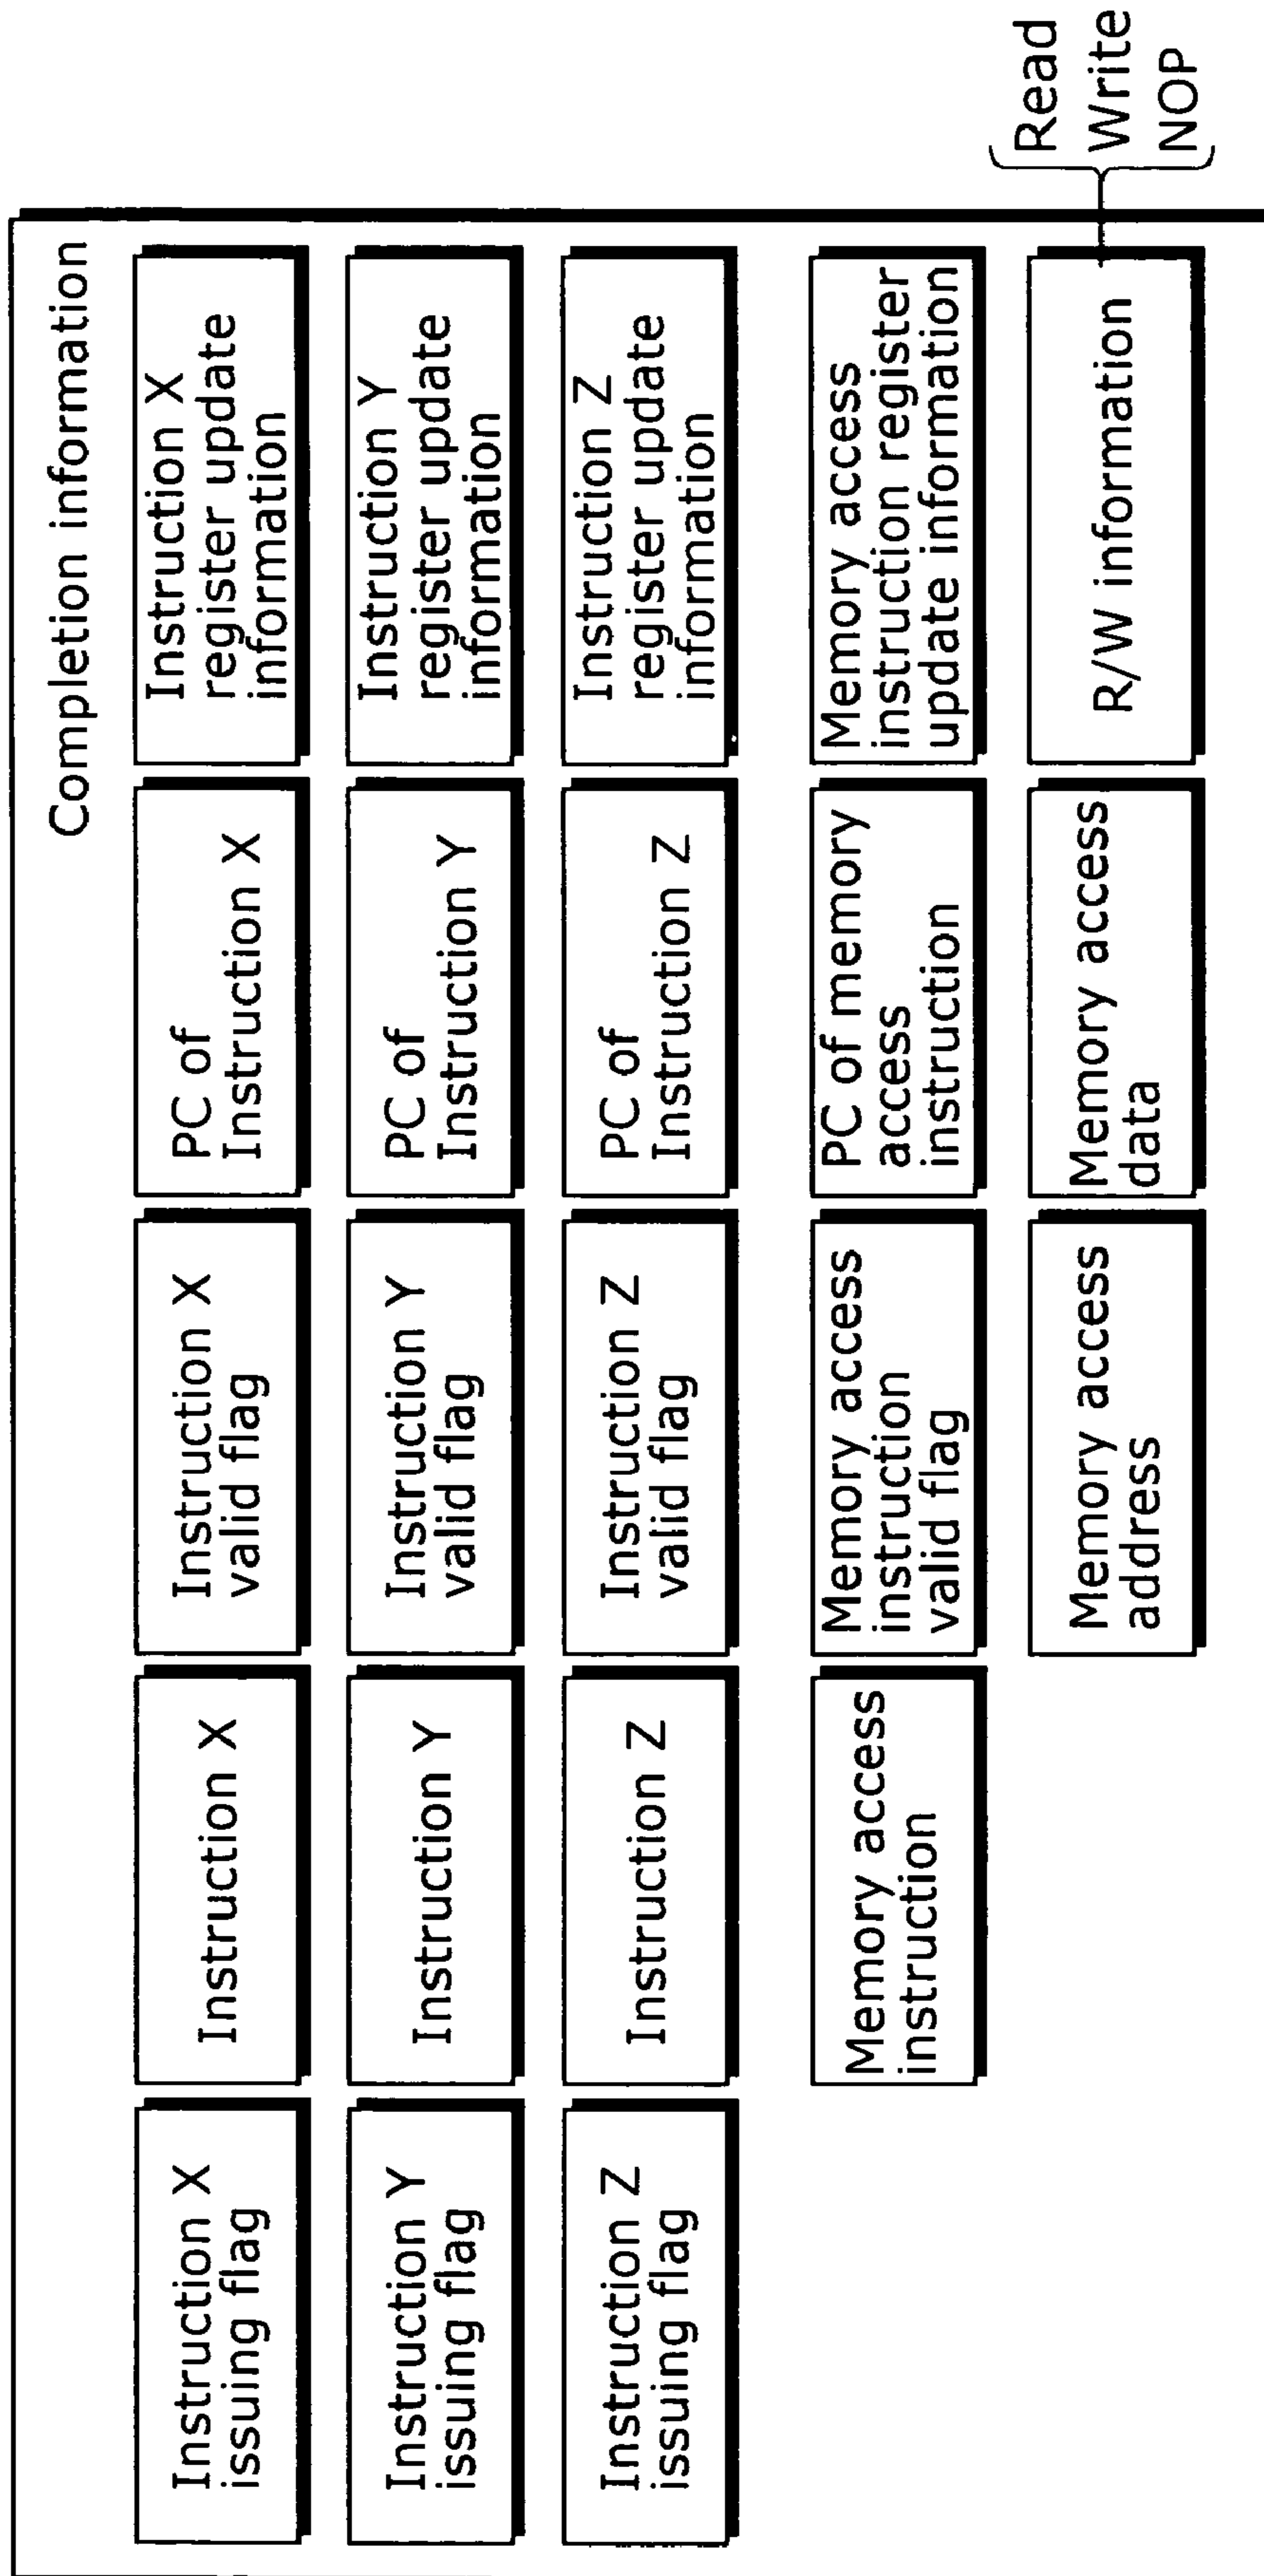 Completion information
Instruction X
issuing flag
Instruction X
Instruction X
valid flag
PC of
Instruction X
Instruction X
register update
information
Instruction Y
issuing flag
Instruction Y
Instruction Y
valid flag
PC of
Instruction Y
Instruction Y
register update
information
Instruction Z
issuing flag
Instruction Z
Instruction Z
valid flag
PC of
Instruction Z
Instruction Z
register update
information
Memory access
instruction
Memory access
instruction
valid flag
PC of memory
access
instruction
Memory access
instruction register
update information
Memory access
address
Memory access
data
R/W information
Read
Write
NOP